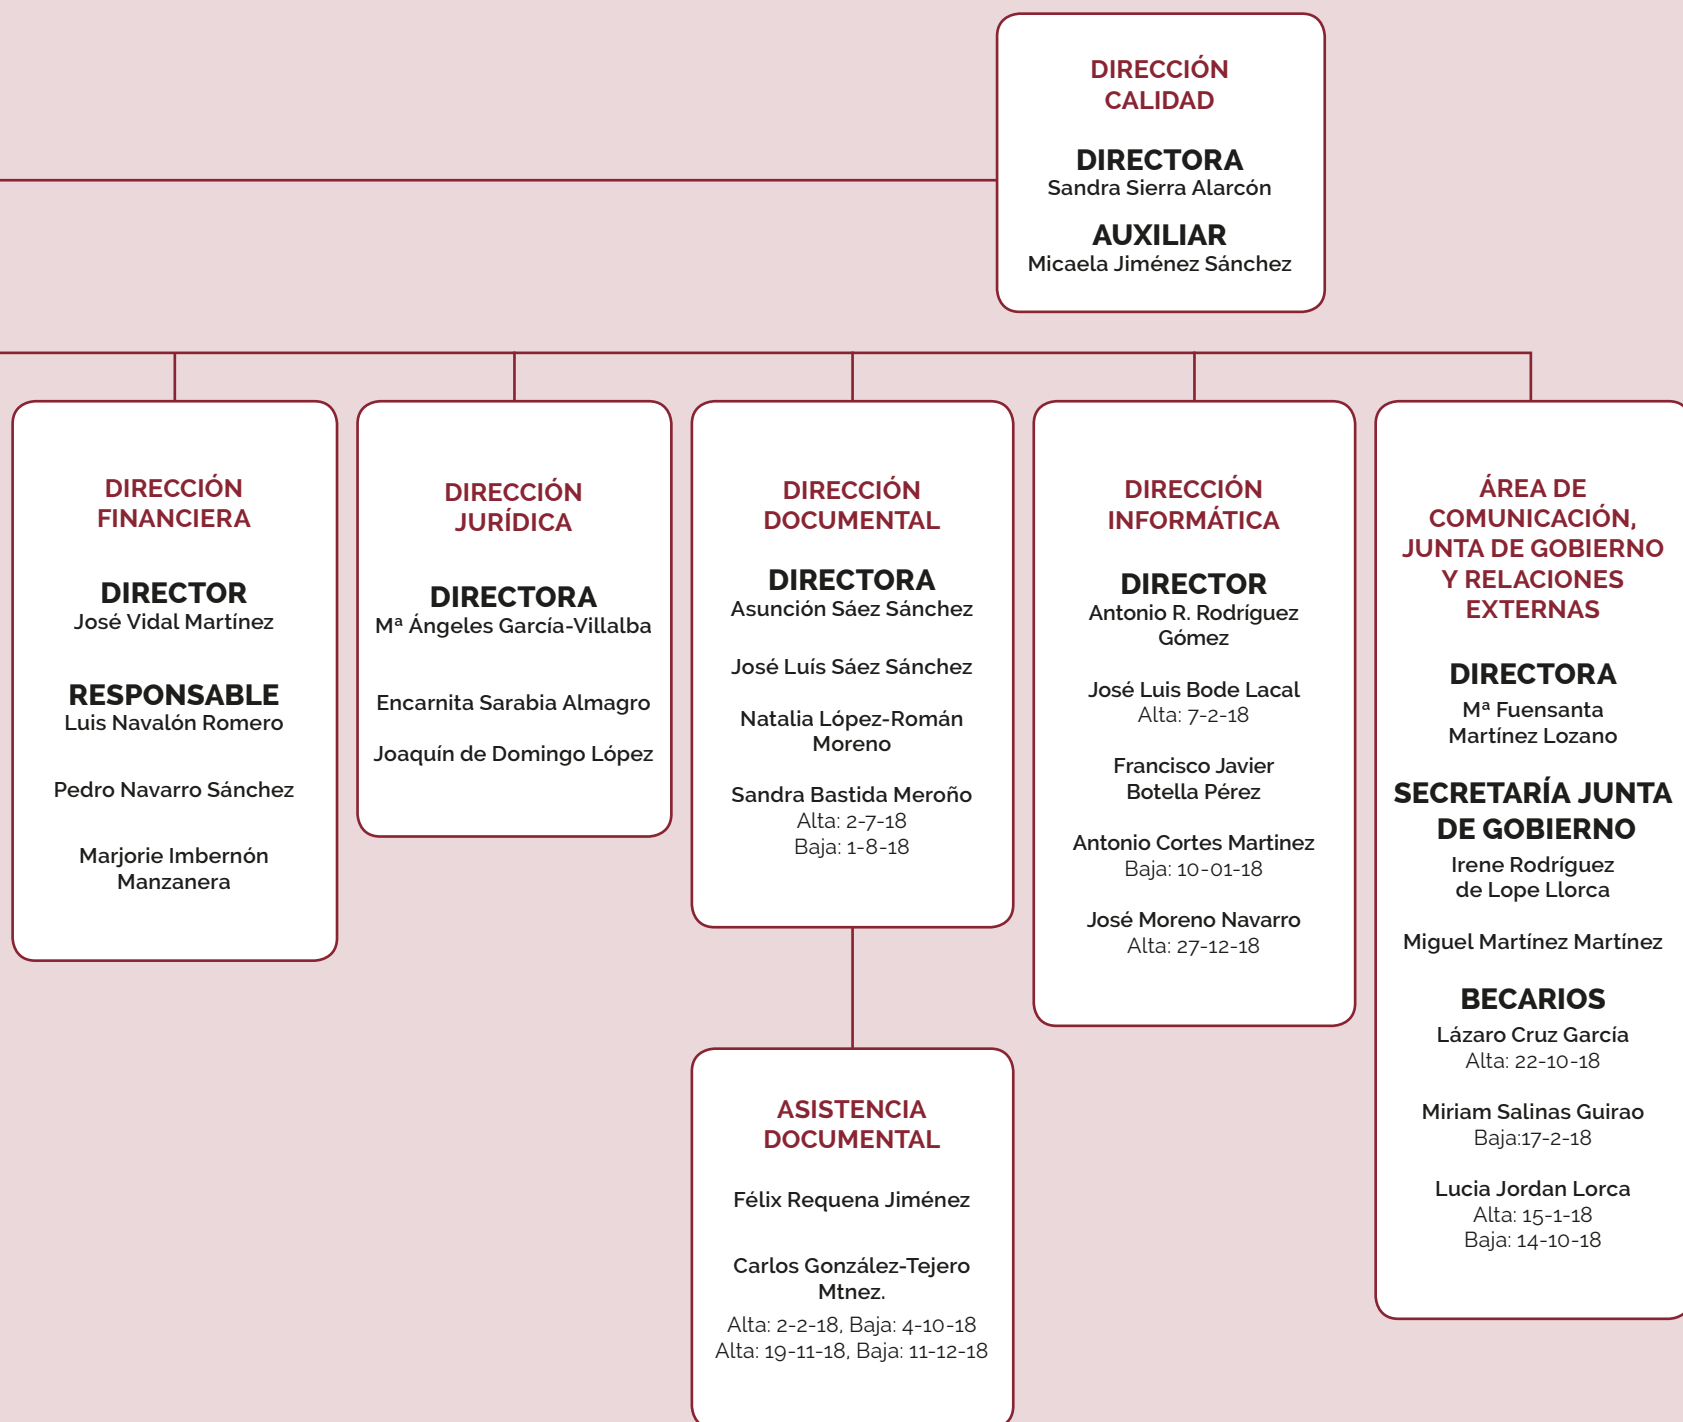 DIRECCIÓN
CALIDAD
DIRECTORA
Sandra Sierra Alarcón
AUXILIAR
Micaela Jiménez Sánchez
DIRECCIÓN
FINANCIERA
DIRECTOR
José Vidal Martínez
RESPONSABLE
Luis Navalón Romero
Pedro Navarro Sánchez
Marjorie Imbernón
Manzanera
DIRECCIÓN
JURÍDICA
DIRECTORA
Mª Ángeles García-Villalba
Encarnita Sarabia Almagro
Joaquín de Domingo López
DIRECCIÓN
DOCUMENTAL
DIRECTORA
Asunción Sáez Sánchez
José Luís Sáez Sánchez
Natalia López-Román
Moreno
Sandra Bastida Meroño
Alta: 2-7-18
Baja: 1-8-18
ASISTENCIA
DOCUMENTAL
Félix Requena Jiménez
Carlos González-Tejero
Mtnez.
Alta: 2-2-18, Baja: 4-10-18
Alta: 19-11-18, Baja: 11-12-18
DIRECCIÓN
INFORMÁTICA
DIRECTOR
Antonio R. Rodríguez
Gómez
José Luis Bode Lacal
Alta: 7-2-18
Francisco Javier
Botella Pérez
Antonio Cortes Martinez
Baja: 10-01-18
José Moreno Navarro
Alta: 27-12-18
ÁREA DE
COMUNICACIÓN,
JUNTA DE GOBIERNO
Y RELACIONES
EXTERNAS
DIRECTORA
Mª Fuensanta
Martínez Lozano
SECRETARÍA JUNTA
DE GOBIERNO
Irene Rodríguez
de Lope Llorca
Miguel Martínez Martínez
BECARIOS
Lázaro Cruz García
Alta: 22-10-18
Miriam Salinas Guirao
Baja:17-2-18
Lucia Jordan Lorca
Alta: 15-1-18
Baja: 14-10-18